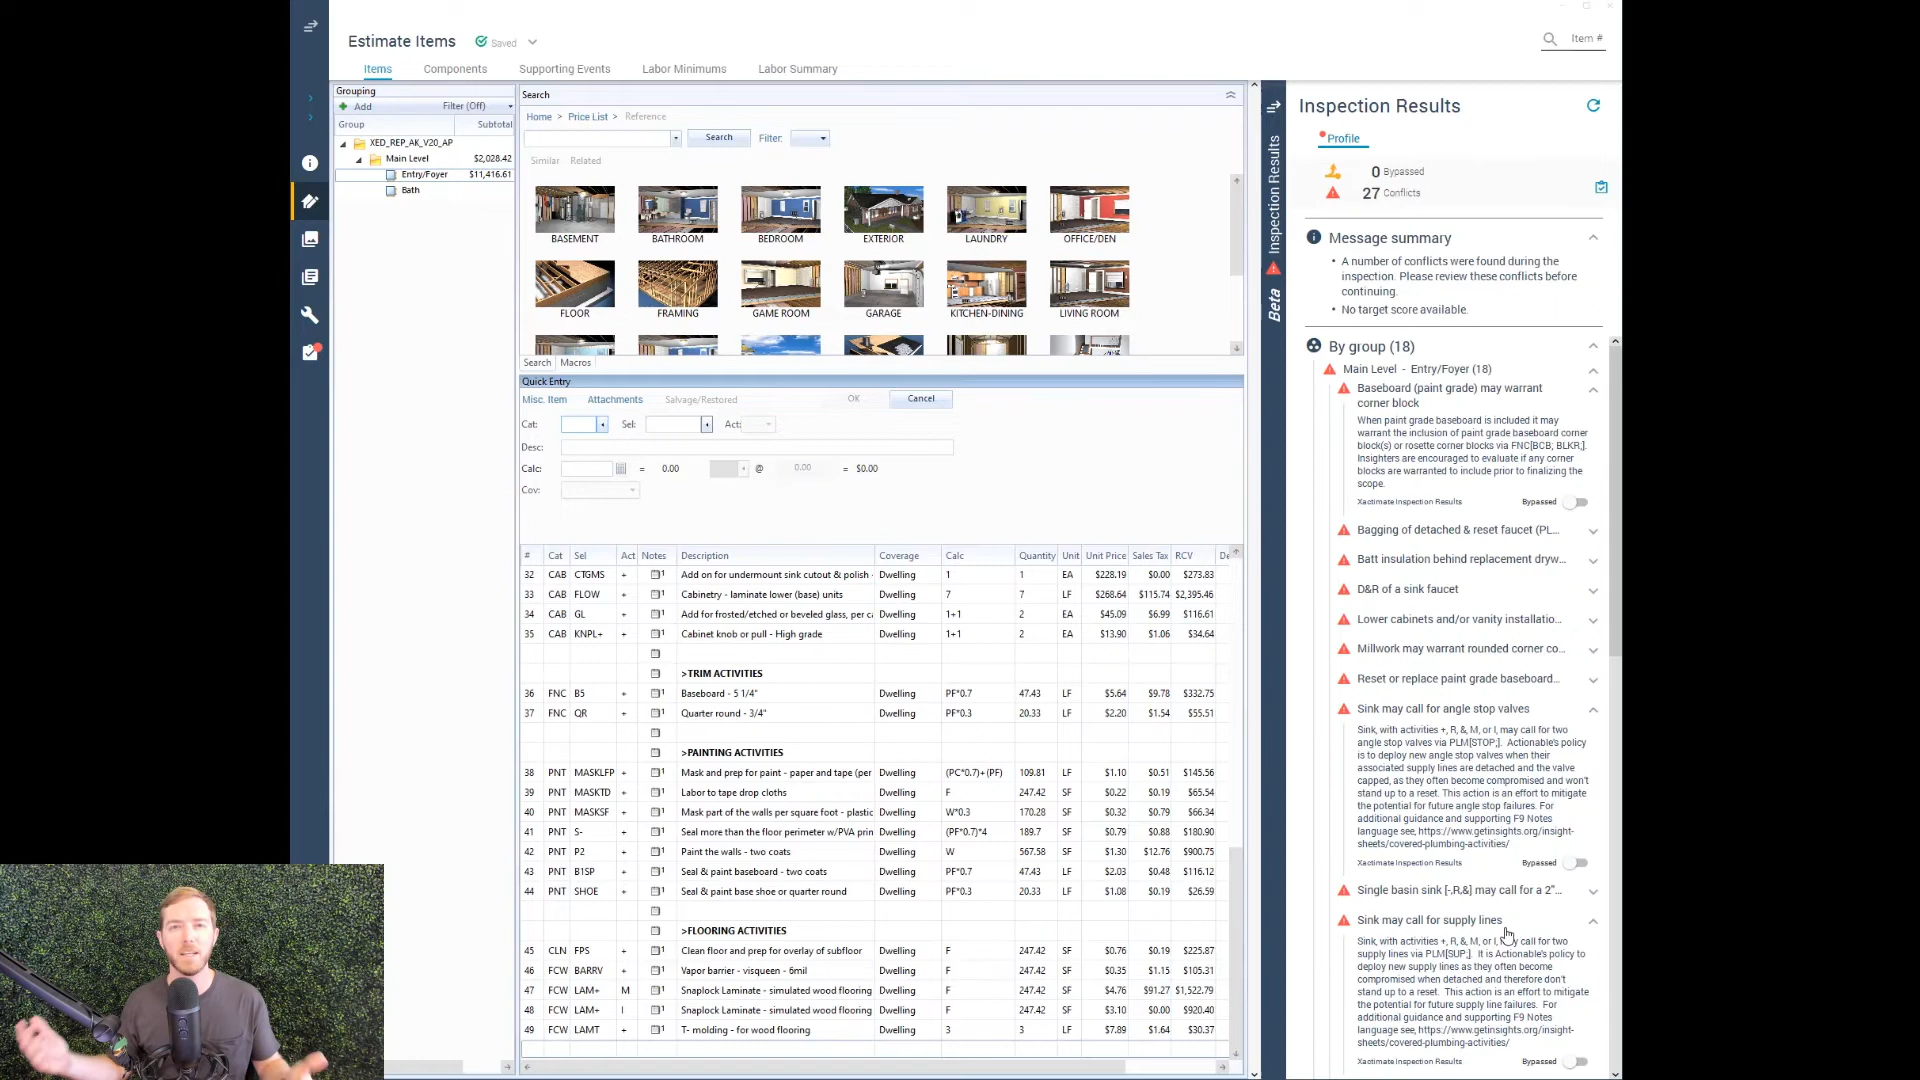 Estimate Items
Saved
Item #
Items
Components
Supporting Events
Labor Minimums
Labor Summary
Grouping
Add
Filter (Off)
Group
Subtotal
XED_REP_AK_V20_AP
Main Level
$2,028.42
Entry/Foyer
$11,416.61
Bath
Search
Home > Price List > Reference
Search
Filter:
Similar
Related
BASEMENT
BATHROOM
BEDROOM
EXTERIOR
LAUNDRY
OFFICE/DEN
FLOOR
FRAMING
GAME ROOM
GARAGE
KITCHEN-DINING
LIVING ROOM
Search
Macros
Quick Entry
Misc. Item
Attachments
Salvage/Restored
OK
Cancel
Cat:
Sel:
Act:
Desc:
Calc:
= 0.00
@
0.00
= $0.00
Cov:
# Cat Sel Act Notes Description Coverage Calc Quantity Unit Unit Price Sales Tax RCV De
32 CAB CTGMS + 1 Add on for undermount sink cutout & polish - Dwelling 1 1 EA $228.19 $0.00 $273.83
33 CAB FLOW + 1 Cabinetry - laminate lower (base) units Dwelling 7 7 LF $268.64 $115.74 $2,395.46
34 CAB GL + 1 Add for frosted/etched or beveled glass, per ca Dwelling 1+1 2 EA $45.09 $6.99 $116.61
35 CAB KNPL+ + 1 Cabinet knob or pull - High grade Dwelling 1+1 2 EA $13.90 $1.06 $34.64
>TRIM ACTIVITIES
36 FNC B5 + 1 Baseboard - 5 1/4" Dwelling PF*0.7 47.43 LF $5.64 $9.78 $332.75
37 FNC QR + 1 Quarter round - 3/4" Dwelling PF*0.3 20.33 LF $2.20 $1.54 $55.51
>PAINTING ACTIVITIES
38 PNT MASKLFP + 1 Mask and prep for paint - paper and tape (per Dwelling (PC*0.7)+(PF) 109.81 LF $1.10 $0.51 $145.56
39 PNT MASKTD + 1 Labor to tape drop cloths Dwelling F 247.42 SF $0.22 $0.19 $65.54
40 PNT MASKSF + 1 Mask part of the walls per square foot - plastic Dwelling W*0.3 170.28 SF $0.32 $0.79 $66.34
41 PNT S- + 1 Seal more than the floor perimeter w/PVA prin Dwelling (PF*0.7)*4 189.7 SF $0.79 $0.88 $180.90
42 PNT P2 + 1 Paint the walls - two coats Dwelling W 567.58 SF $1.30 $12.76 $900.75
43 PNT B1SP + 1 Seal & paint baseboard - two coats Dwelling PF*0.7 47.43 LF $2.03 $0.48 $116.12
44 PNT SHOE + 1 Seal & paint base shoe or quarter round Dwelling PF*0.3 20.33 LF $1.08 $0.19 $26.59
>FLOORING ACTIVITIES
45 CLN FPS + 1 Clean floor and prep for overlay of subfloor Dwelling F 247.42 SF $0.76 $0.19 $225.87
46 FCW BARRV + 1 Vapor barrier - visqueen - 6mil Dwelling F 247.42 SF $0.35 $1.15 $105.31
47 FCW LAM+ M 1 Snaplock Laminate - simulated wood flooring Dwelling F 247.42 SF $4.76 $91.27 $1,522.79
48 FCW LAM+ I 1 Snaplock Laminate - simulated wood flooring Dwelling F 247.42 SF $3.10 $0.00 $920.40
49 FCW LAMT + 1 T- molding - for wood flooring Dwelling 3 3 LF $7.89 $1.64 $30.37
Beta
Inspection Results
Inspection Results
Profile
0 Bypassed
27 Conflicts
Message summary
• A number of conflicts were found during the
inspection. Please review these conflicts before
continuing.
• No target score available.
By group (18)
Main Level - Entry/Foyer (18)
Baseboard (paint grade) may warrant
corner block
When paint grade baseboard is included it may
warrant the inclusion of paint grade baseboard corner
block(s) or rosette corner blocks via FNC[BCB; BLKR;].
Insighters are encouraged to evaluate if any corner
blocks are warranted to include prior to finalizing the
scope.
Xactimate Inspection Results
Bypassed
Bagging of detached & reset faucet (PL...
Batt insulation behind replacement dryw...
D&R of a sink faucet
Lower cabinets and/or vanity installatio...
Millwork may warrant rounded corner co...
Reset or replace paint grade baseboard...
Sink may call for angle stop valves
Sink, with activities +, R, &, M, or I, may call for two
angle stop valves via PLM[STOP;]. Actionable's policy
is to deploy new angle stop valves when their
associated supply lines are detached and the valve
capped, as they often become compromised and won't
stand up to a reset. This action is an effort to mitigate
the potential for future angle stop failures. For
additional guidance and supporting F9 Notes
language see, https://www.getinsights.org/insight-
sheets/covered-plumbing-activities/
Xactimate Inspection Results
Bypassed
Single basin sink [-,R,&] may call for a 2"...
Sink may call for supply lines
Sink, with activities +, R, &, M, or I, may call for two
supply lines via PLM[SUP;]. It is Actionable's policy to
deploy new supply lines as they often become
compromised when detached and therefore don't
stand up to a reset. This action is an effort to mitigate
the potential for future supply line failures. For
additional guidance and supporting F9 Notes
language see, https://www.getinsights.org/insight-
sheets/covered-plumbing-activities/
Xactimate Inspection Results
Bypassed